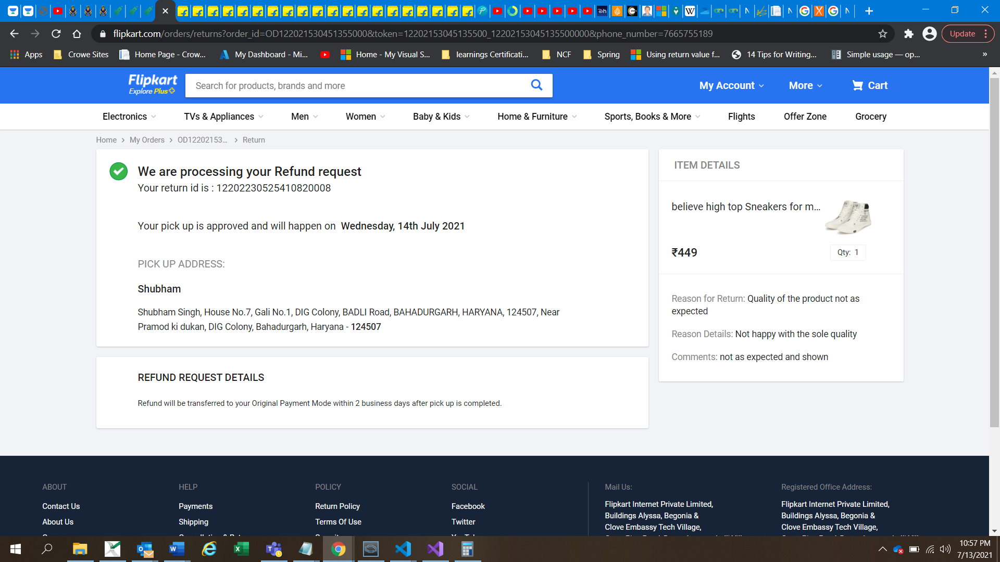 flipkart.com/orders/returns?order_id=OD122021530451355000&token=12202153045135500_12202153045135500000&phone_number=7665755189
Update
Apps
Crowe Sites
Home Page - Crow...
My Dashboard - Mi...
Home - My Visual S...
learnings Certificati...
NCF
Spring
Using return value f...
14 Tips for Writing...
Simple usage — op...
»
Flipkart
Explore Plus
Search for products, brands and more
My Account
More
Cart
Electronics
TVs & Appliances
Men
Women
Baby & Kids
Home & Furniture
Sports, Books & More
Flights
Offer Zone
Grocery
Home
My Orders
OD12202153...
Return
We are processing your Refund request
Your return id is : 12202230525410820008
Your pick up is approved and will happen on Wednesday, 14th July 2021
PICK UP ADDRESS:
Shubham
Shubham Singh, House No.7, Gali No.1, DIG Colony, BADLI Road, BAHADURGARH, HARYANA, 124507, Near
Pramod ki dukan, DIG Colony, Bahadurgarh, Haryana - 124507
REFUND REQUEST DETAILS
Refund will be transferred to your Original Payment Mode within 2 business days after pick up is completed.
ITEM DETAILS
believe high top Sneakers for m...
₹449
Qty: 1
Reason for Return: Quality of the product not as
expected
Reason Details: Not happy with the sole quality
Comments: not as expected and shown
ABOUT
Contact Us
About Us
HELP
Payments
Shipping
POLICY
Return Policy
Terms Of Use
SOCIAL
Facebook
Twitter
Mail Us:
Flipkart Internet Private Limited,
Buildings Alyssa, Begonia &
Clove Embassy Tech Village,
Registered Office Address:
Flipkart Internet Private Limited,
Buildings Alyssa, Begonia &
Clove Embassy Tech Village,
10:57 PM
7/13/2021